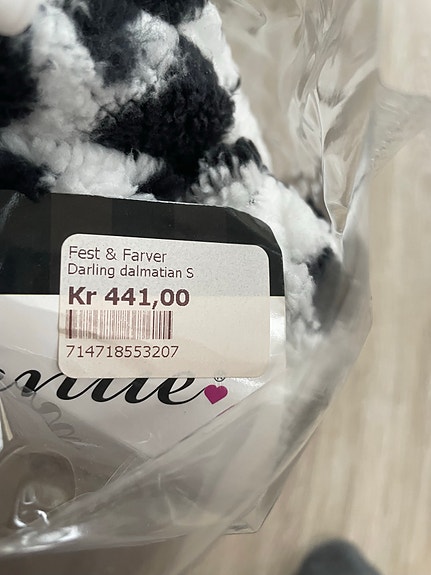 Fest & Farver
Darling dalmatian S
Kr 441,00
714718553207
®